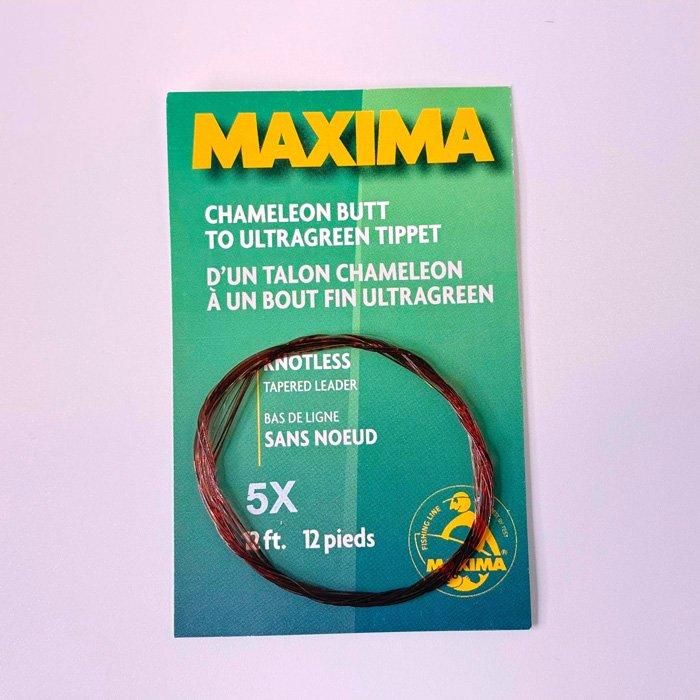 MAXIMA
CHAMELEON BUTT
TO ULTRAGREEN TIPPET
D'UN TALON CHAMELEON
À UN BOUT FIN ULTRAGREEN
KNOTLESS
TAPERED LEADER
BAS DE LIGNE
SANS NOEUD
5X
12 ft. 12 pieds
FISHING LINE
MAXIMA
®